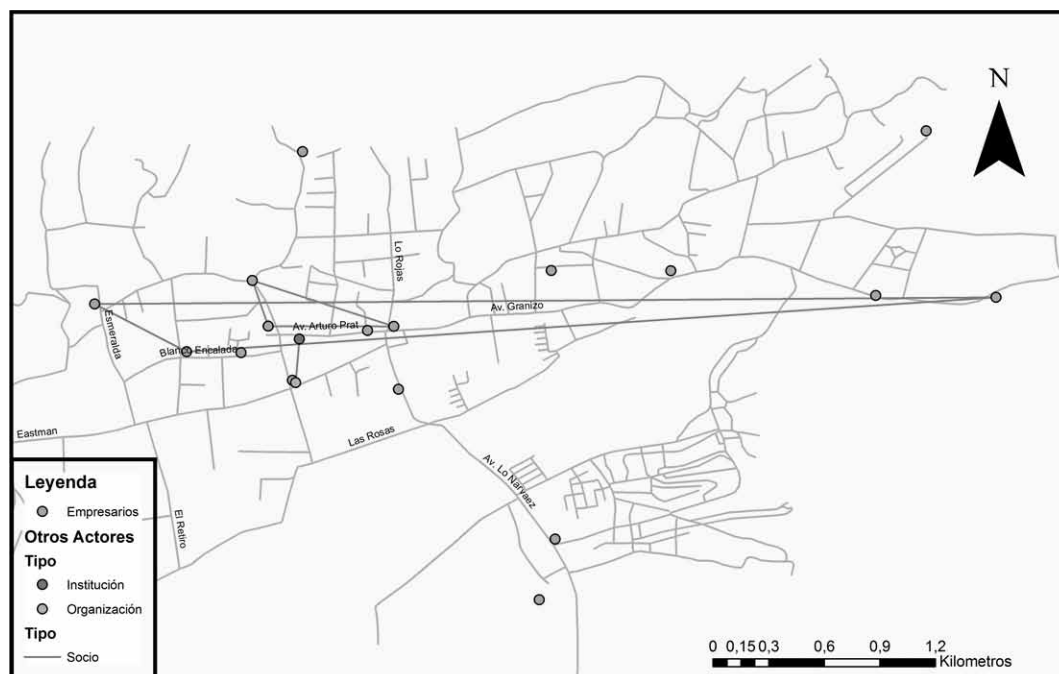 N
Lo Rojas
Av. Granizo
Av. Arturo Prat
Esmeralda
Blanco Encalada
Eastman
Las Rosas
Av. Lo Narvaez
El Retiro
Leyenda
Empresarios
Otros Actores
Tipo
Institución
Organización
Tipo
Socio
0 0,15 0,3 0,6 0,9 1,2
Kilometros